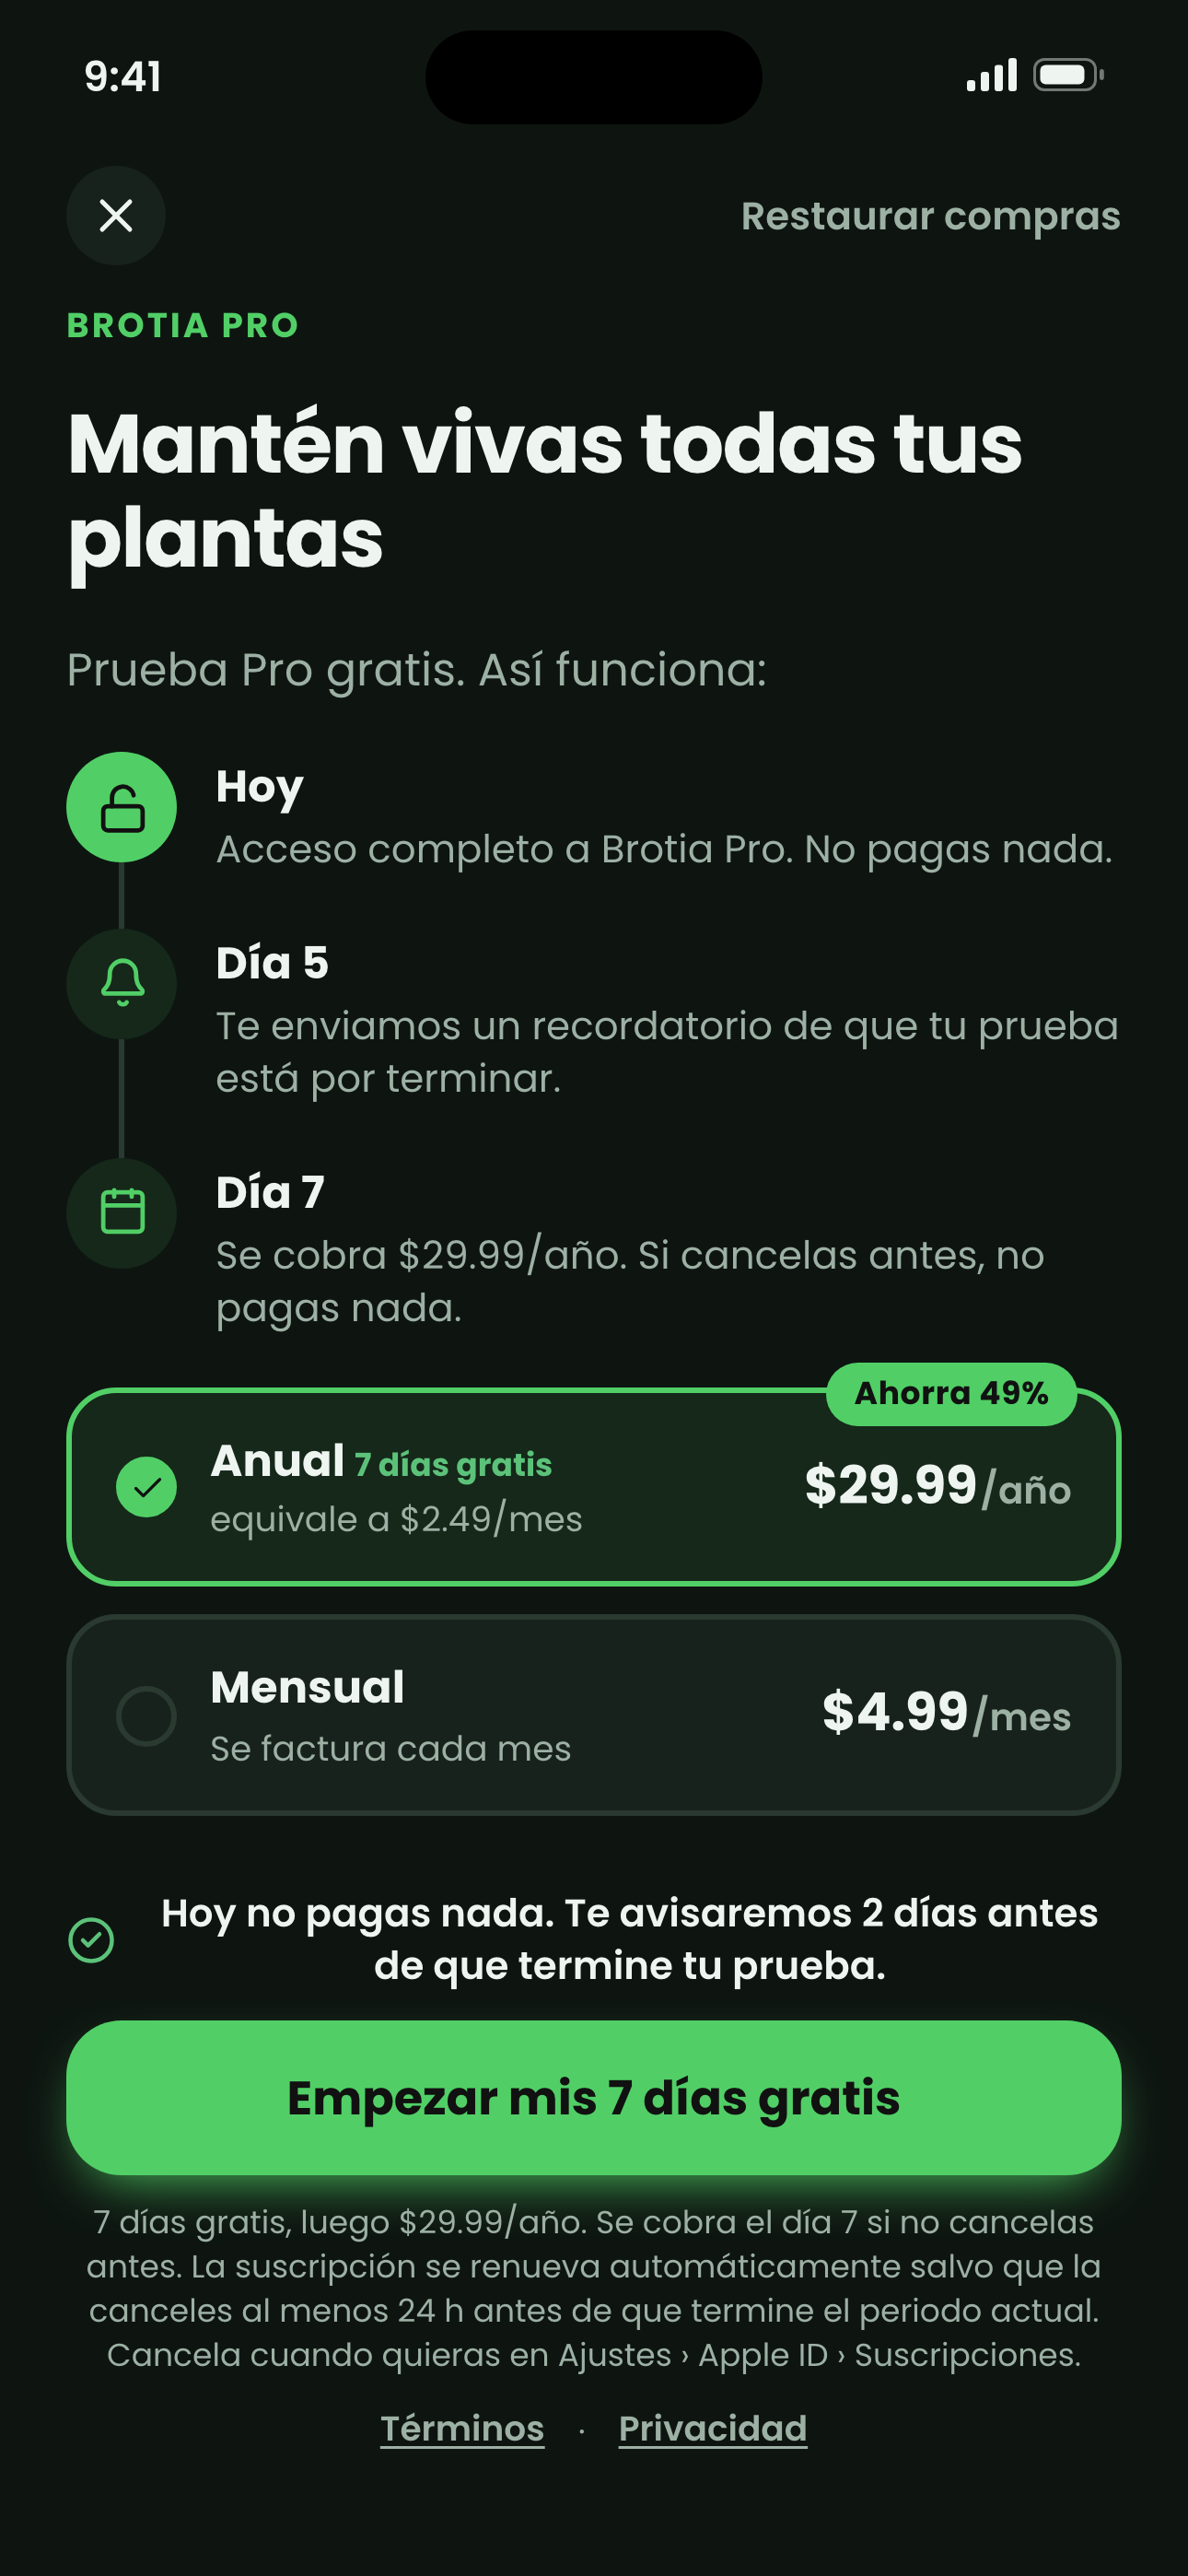 9:41
Restaurar compras
BROTIA PRO
Mantén vivas todas tus
plantas
Prueba Pro gratis. Así funciona:
Hoy
Acceso completo a Brotia Pro. No pagas nada.
Día 5
Te enviamos un recordatorio de que tu prueba
está por terminar.
Día 7
Se cobra $29.99/año. Si cancelas antes, no
pagas nada.
Ahorra 49%
Anual 7 días gratis
$29.99/año
equivale a $2.49/mes
Mensual
$4.99/mes
Se factura cada mes
Hoy no pagas nada. Te avisaremos 2 días antes
de que termine tu prueba.
Empezar mis 7 días gratis
7 días gratis, luego $29.99/año. Se cobra el día 7 si no cancelas
antes. La suscripción se renueva automáticamente salvo que la
canceles al menos 24 h antes de que termine el periodo actual.
Cancela cuando quieras en Ajustes › Apple ID › Suscripciones.
Términos · Privacidad